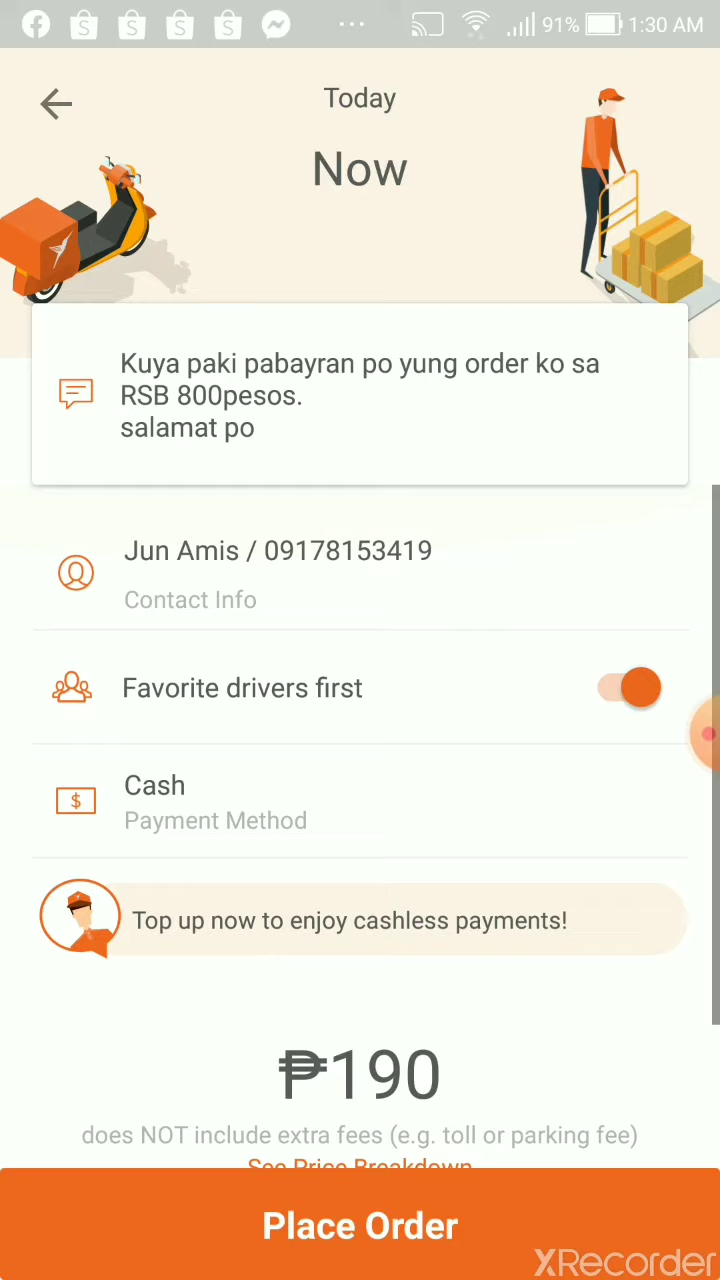 91% 1:30 AM
Today
Now
Kuya paki pabayran po yung order ko sa
RSB 800pesos.
salamat po
Jun Amis / 09178153419
Contact Info
Favorite drivers first
Cash
Payment Method
Top up now to enjoy cashless payments!
₱190
does NOT include extra fees (e.g. toll or parking fee)
See Price Breakdown
Place Order
XRecorder